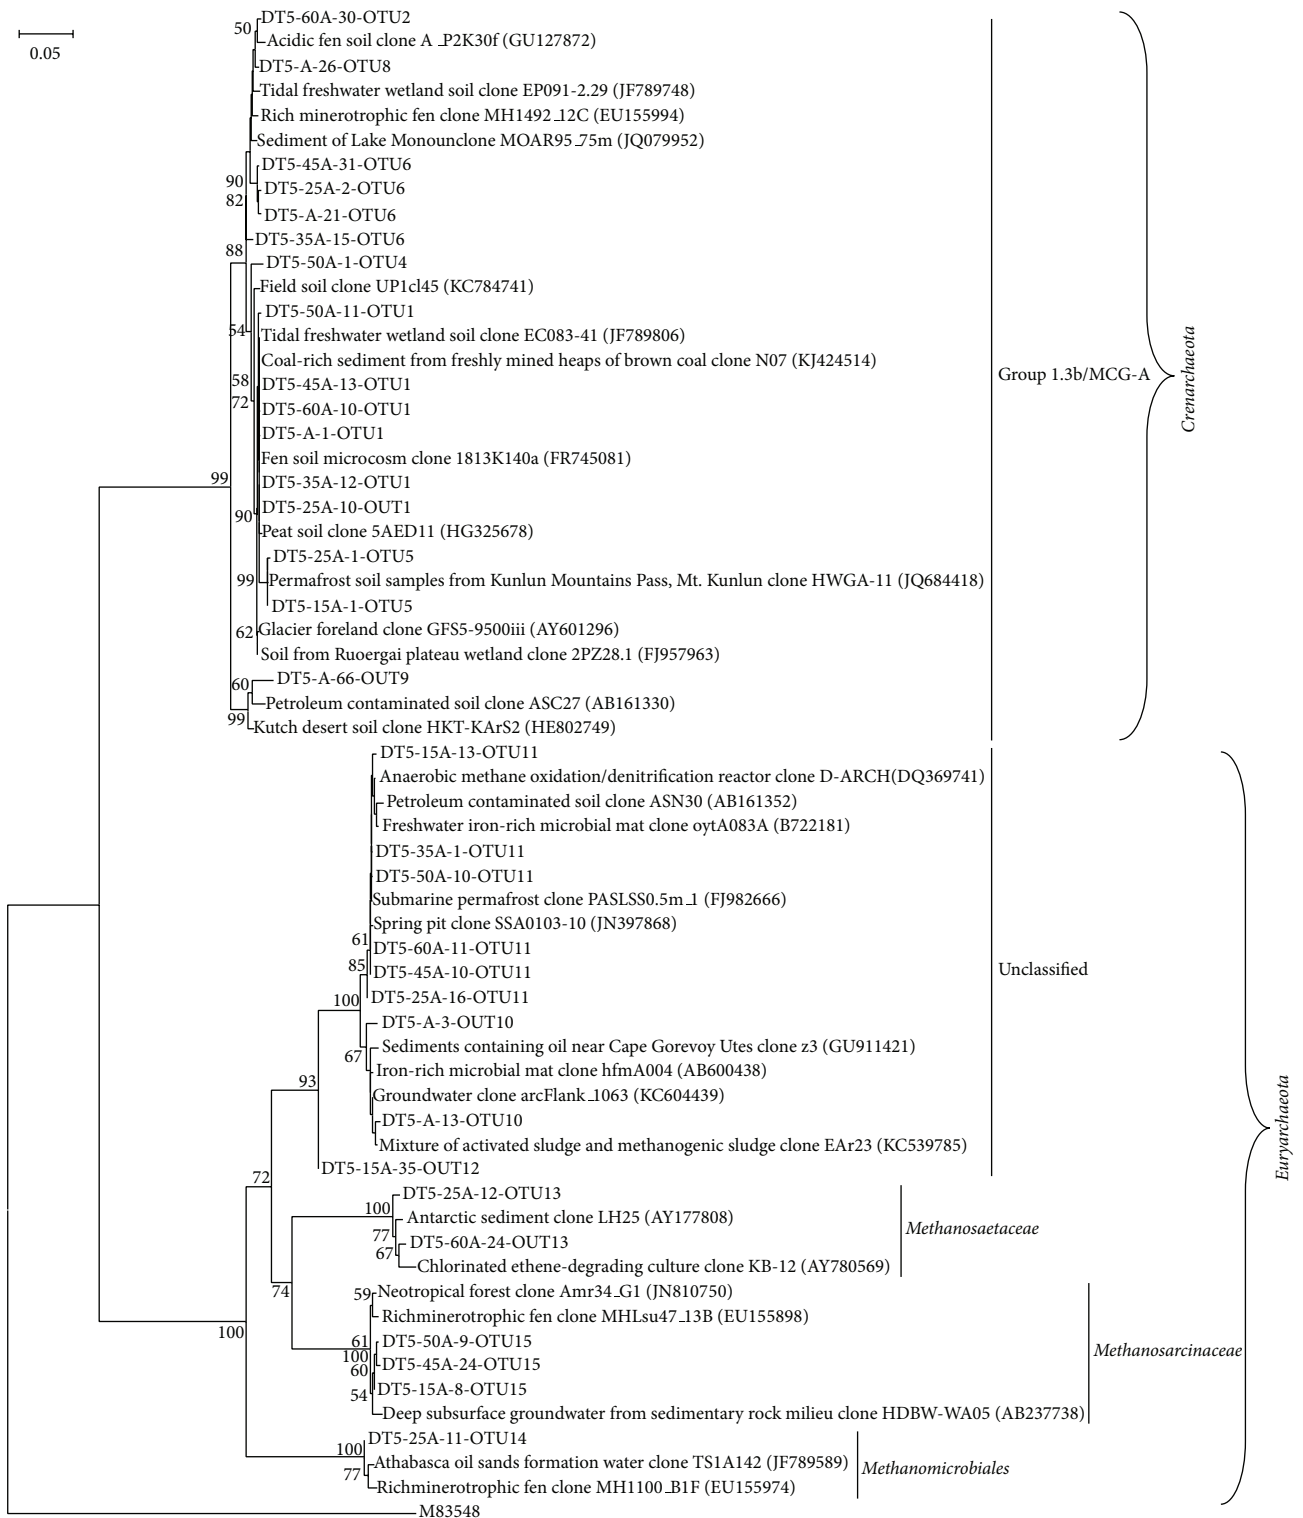 0.05
50
DT5-60A-30-OTU2
Acidic fen soil clone A_P2K30f (GU127872)
DT5-A-26-OTU8
Tidal freshwater wetland soil clone EP091-2.29 (JF789748)
Rich minerotrophic fen clone MH1492_12C (EU155994)
Sediment of Lake Monounclone MOAR95_75m (JQ079952)
DT5-45A-31-OTU6
90
DT5-25A-2-OTU6
82
DT5-A-21-OTU6
DT5-35A-15-OTU6
88
DT5-50A-1-OTU4
Field soil clone UP1cl45 (KC784741)
DT5-50A-11-OTU1
54
Tidal freshwater wetland soil clone EC083-41 (JF789806)
Coal-rich sediment from freshly mined heaps of brown coal clone N07 (KJ424514)
58
DT5-45A-13-OTU1
72
DT5-60A-10-OTU1
DT5-A-1-OTU1
Fen soil microcosm clone 1813K140a (FR745081)
99
DT5-35A-12-OTU1
DT5-25A-10-OUT1
90
Peat soil clone 5AED11 (HG325678)
DT5-25A-1-OTU5
99
Permafrost soil samples from Kunlun Mountains Pass, Mt. Kunlun clone HWGA-11 (JQ684418)
DT5-15A-1-OTU5
62
Glacier foreland clone GFS5-9500iii (AY601296)
Soil from Ruoergai plateau wetland clone 2PZ28.1 (FJ957963)
60
DT5-A-66-OUT9
Petroleum contaminated soil clone ASC27 (AB161330)
99
Kutch desert soil clone HKT-KArS2 (HE802749)
Group 1.3b/MCG-A
Crenarchaeota
DT5-15A-13-OTU11
Anaerobic methane oxidation/denitrification reactor clone D-ARCH(DQ369741)
Petroleum contaminated soil clone ASN30 (AB161352)
Freshwater iron-rich microbial mat clone oytA083A (B722181)
DT5-35A-1-OTU11
DT5-50A-10-OTU11
Submarine permafrost clone PASLSS0.5m_1 (FJ982666)
Spring pit clone SSA0103-10 (JN397868)
61
DT5-60A-11-OTU11
85
DT5-45A-10-OTU11
100
DT5-25A-16-OTU11
DT5-A-3-OUT10
67
Sediments containing oil near Cape Gorevoy Utes clone z3 (GU911421)
Iron-rich microbial mat clone hfmA004 (AB600438)
93
Groundwater clone arcFlank_1063 (KC604439)
DT5-A-13-OTU10
Mixture of activated sludge and methanogenic sludge clone EAr23 (KC539785)
DT5-15A-35-OUT12
Unclassified
72
DT5-25A-12-OTU13
100
Antarctic sediment clone LH25 (AY177808)
77
DT5-60A-24-OUT13
67
Chlorinated ethene-degrading culture clone KB-12 (AY780569)
Methanosaetaceae
74
59
Neotropical forest clone Amr34_G1 (JN810750)
Richminerotrophic fen clone MHLsu47_13B (EU155898)
61
DT5-50A-9-OTU15
100
DT5-45A-24-OTU15
60
DT5-15A-8-OTU15
54
Deep subsurface groundwater from sedimentary rock milieu clone HDBW-WA05 (AB237738)
Methanosarcinaceae
100
DT5-25A-11-OTU14
100
Athabasca oil sands formation water clone TS1A142 (JF789589)
77
Richminerotrophic fen clone MH1100_B1F (EU155974)
Methanomicrobiales
Euryarchaeota
M83548